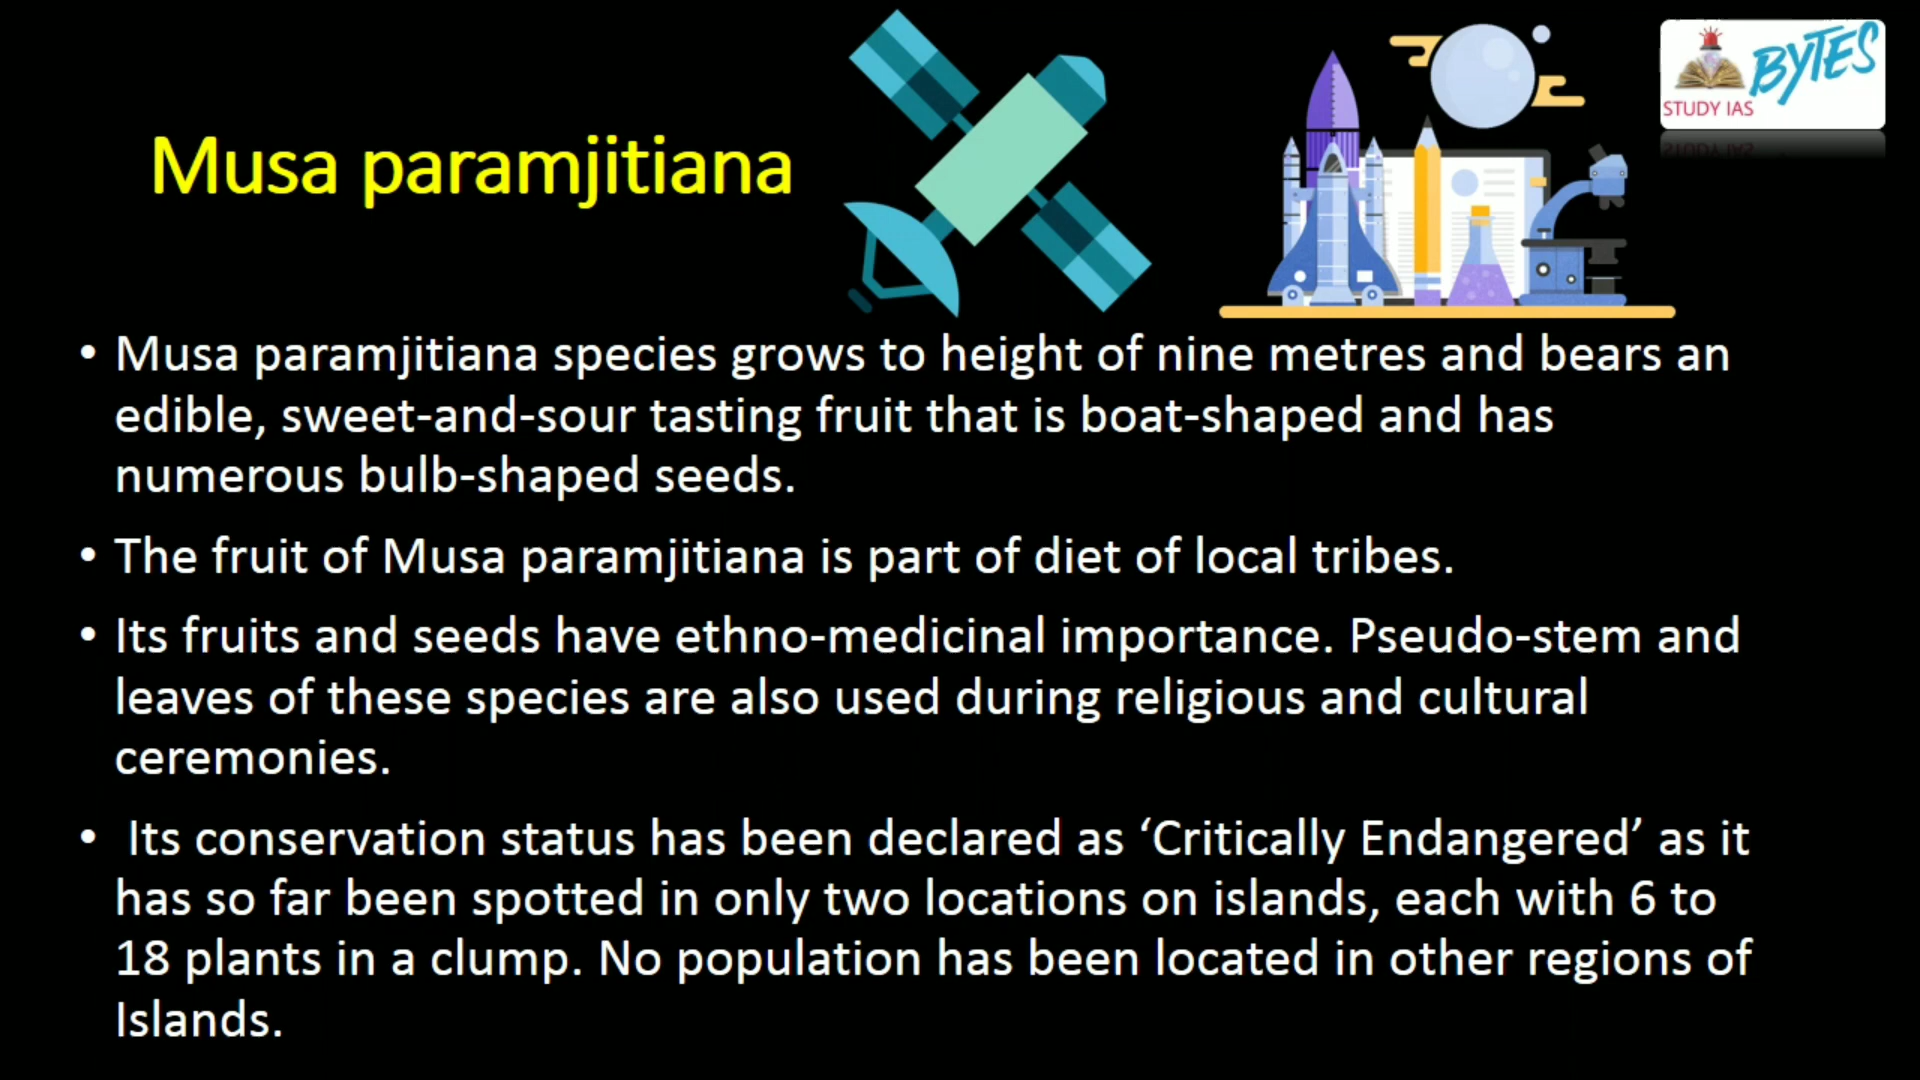 BYTES
STUDY IAS
Musa paramjitiana
• Musa paramjitiana species grows to height of nine metres and bears an
edible, sweet-and-sour tasting fruit that is boat-shaped and has
numerous bulb-shaped seeds.
• The fruit of Musa paramjitiana is part of diet of local tribes.
• Its fruits and seeds have ethno-medicinal importance. Pseudo-stem and
leaves of these species are also used during religious and cultural
ceremonies.
• Its conservation status has been declared as ‘Critically Endangered’ as it
has so far been spotted in only two locations on islands, each with 6 to
18 plants in a clump. No population has been located in other regions of
Islands.